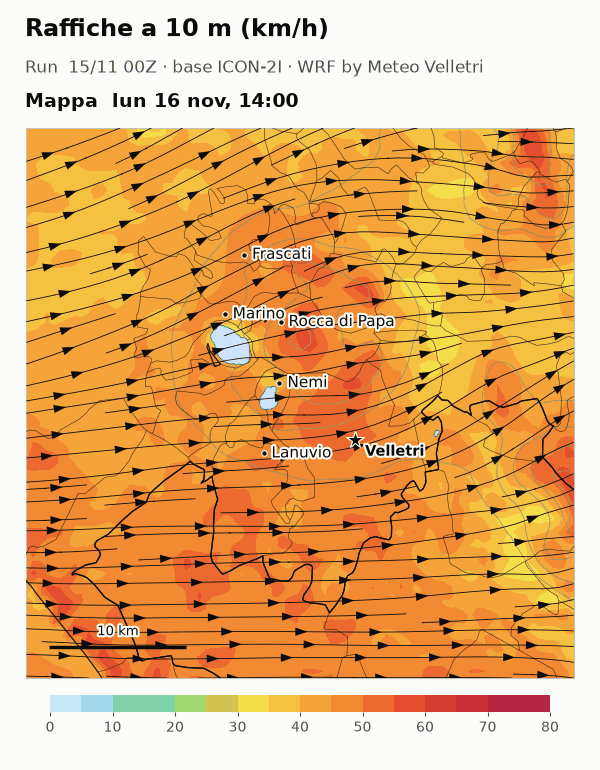 Raffiche a 10 m (km/h)
Run  15/11 00Z · base ICON-2I · WRF by Meteo Velletri
Mappa  lun 16 nov, 14:00
Frascati
Marino
Rocca di Papa
Nemi
Velletri
Lanuvio
10 km
0 10 20 30 40 50 60 70 80